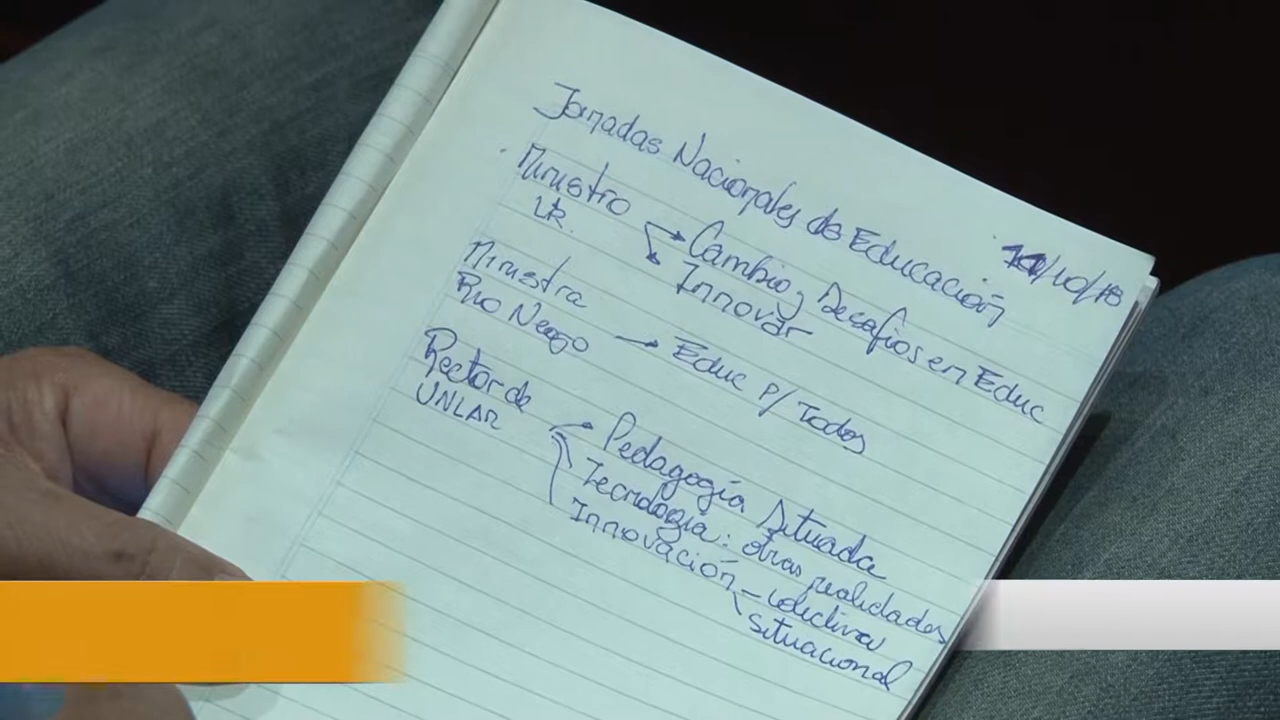 Jornadas Nacionales de Educación
/10/18
Ministro → Cambio y Desafíos en Educ
LR. → Innovar
Ministra
Rio Negro → Educ p/ Todos
Rector de
UNLAR → Pedagogía Situada
Tecnología: otras realidades
Innovación - colectiva
situacional